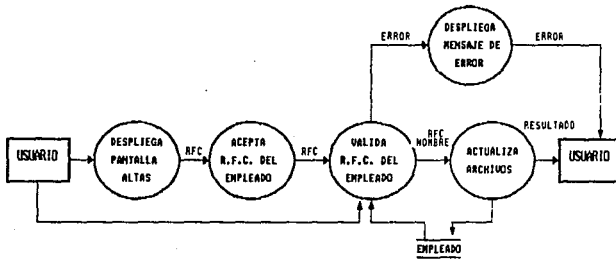 DESPLIEGA
MENSAJE DE
ERROR
ERROR
ERROR
USUARIO
DESPLIEGA
PANTALLA
ALTAS
RFC
ACEPTA
R.F.C. DEL
EMPLEADO
RFC
VALIDA
R.F.C. DEL
EMPLEADO
RFC
NOMBRE
ACTUALIZA
ARCHIVOS
RESULTADO
USUARIO
EMPLEADO